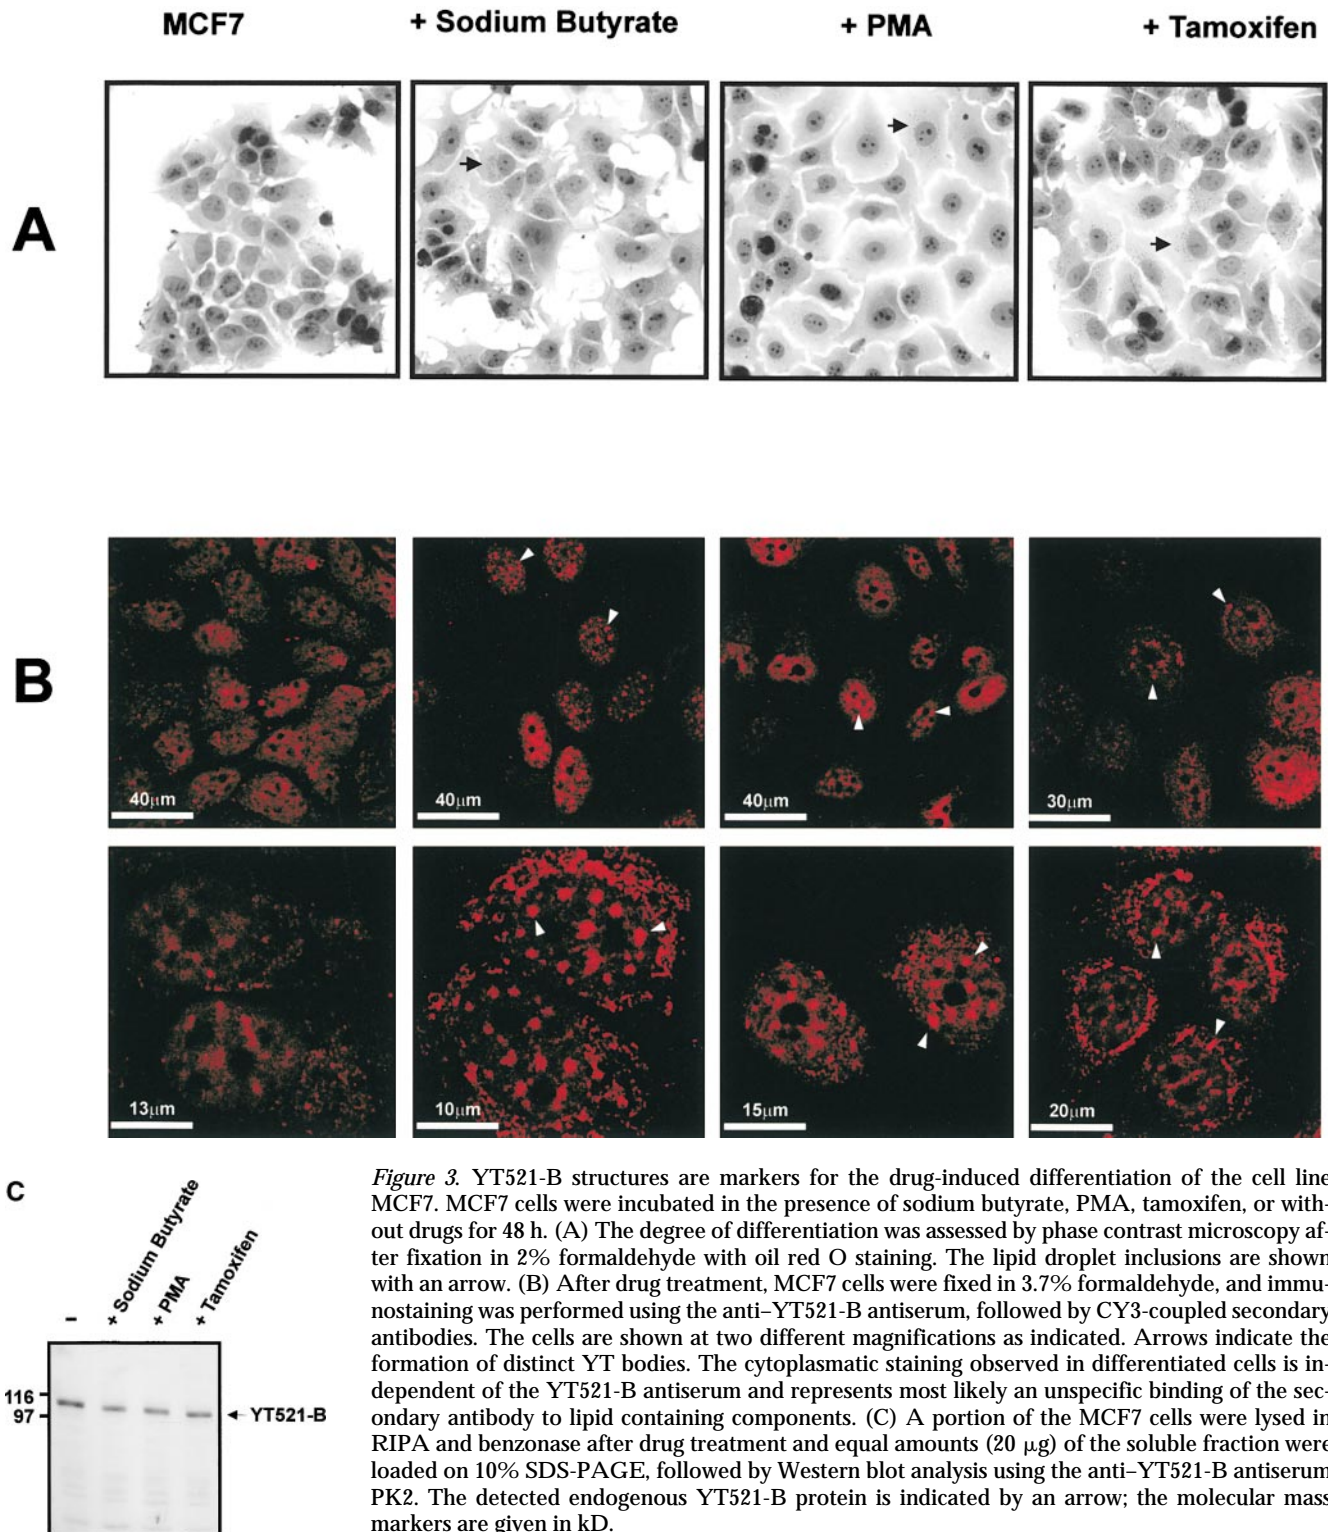 MCF7
+ Sodium Butyrate
+ PMA
+ Tamoxifen
A
B
40µm
40µm
40µm
30µm
13µm
10µm
15µm
20µm
C
–
+ Sodium Butyrate
+ PMA
+ Tamoxifen
116
97
YT521-B
Figure 3. YT521-B structures are markers for the drug-induced differentiation of the cell line
MCF7. MCF7 cells were incubated in the presence of sodium butyrate, PMA, tamoxifen, or with-
out drugs for 48 h. (A) The degree of differentiation was assessed by phase contrast microscopy af-
ter fixation in 2% formaldehyde with oil red O staining. The lipid droplet inclusions are shown
with an arrow. (B) After drug treatment, MCF7 cells were fixed in 3.7% formaldehyde, and immu-
nostaining was performed using the anti–YT521-B antiserum, followed by CY3-coupled secondary
antibodies. The cells are shown at two different magnifications as indicated. Arrows indicate the
formation of distinct YT bodies. The cytoplasmatic staining observed in differentiated cells is in-
dependent of the YT521-B antiserum and represents most likely an unspecific binding of the sec-
ondary antibody to lipid containing components. (C) A portion of the MCF7 cells were lysed in
RIPA and benzonase after drug treatment and equal amounts (20 µg) of the soluble fraction were
loaded on 10% SDS-PAGE, followed by Western blot analysis using the anti–YT521-B antiserum
PK2. The detected endogenous YT521-B protein is indicated by an arrow; the molecular mass
markers are given in kD.